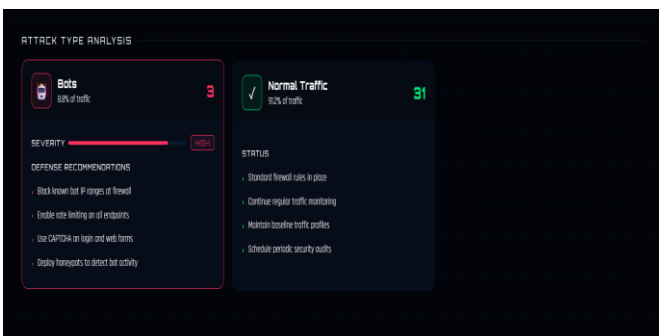 ATTACK TYPE ANALYSIS
Bots
8.8% of traffic
3
SEVERITY
HIGH
DEFENSE RECOMMENDATIONS
Block known bot IP ranges at firewall
Enable rate limiting on all endpoints
Use CAPTCHA on login and web forms
Deploy honeypots to detect bot activity
Normal Traffic
91.2% of traffic
31
STATUS
Standard firewall rules in place
Continue regular traffic monitoring
Maintain baseline traffic profiles
Schedule periodic security audits